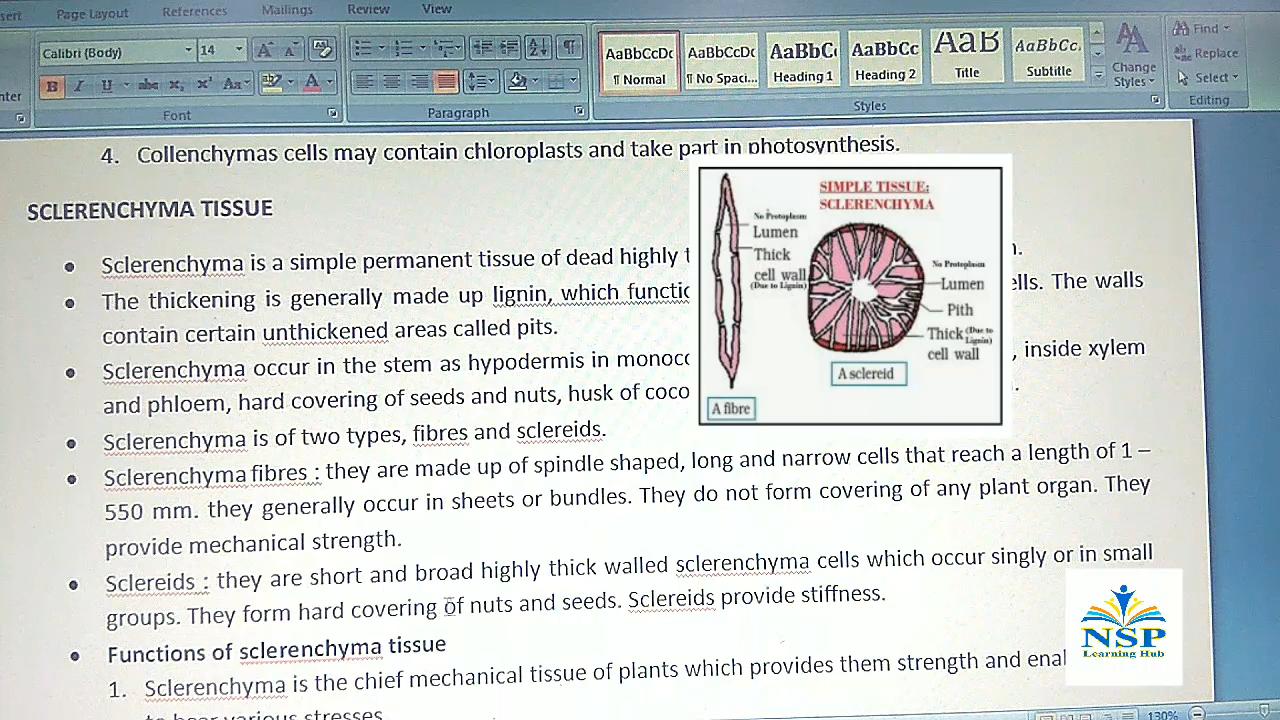 sert Page Layout References Mailings Review View
Calibri (Body) 14
Font
Paragraph
AaBbCcDc
¶ Normal
AaBbCcDc
¶ No Spaci...
AaBbC
Heading 1
AaBbCc
Heading 2
AaB
Title
AaBbCc.
Subtitle
Change
Styles
Styles
Find
Replace
Select
Editing
4. Collenchymas cells may contain chloroplasts and take part in photosynthesis.
SCLERENCHYMA TISSUE
Sclerenchyma is a simple permanent tissue of dead highly
The thickening is generally made up lignin, which ells. The walls
contain certain unthickened areas called pits.
Sclerenchyma occur in the stem as hypodermis in , inside xylem
and phloem, hard covering of seeds and nuts, husk of
Sclerenchyma is of two types, fibres and sclereids.
Sclerenchyma fibres : they are made up of spindle shaped, long and narrow cells that reach a length of 1 –
550 mm. they generally occur in sheets or bundles. They do not form covering of any plant organ. They
provide mechanical strength.
Sclereids : they are short and broad highly thick walled sclerenchyma cells which occur singly or in small
groups. They form hard covering of nuts and seeds. Sclereids provide stiffness.
Functions of sclerenchyma tissue
1. Sclerenchyma is the chief mechanical tissue of plants which provides them strength and
to bear various stresses
SIMPLE TISSUE:
SCLERENCHYMA
No Protoplasm
Lumen
Thick
cell wall
(Due to Lignin)
A fibre
No Protoplasm
Lumen
Pith
Thick (Due to Lignin)
cell wall
A sclereid
NSP
Learning Hub
130%